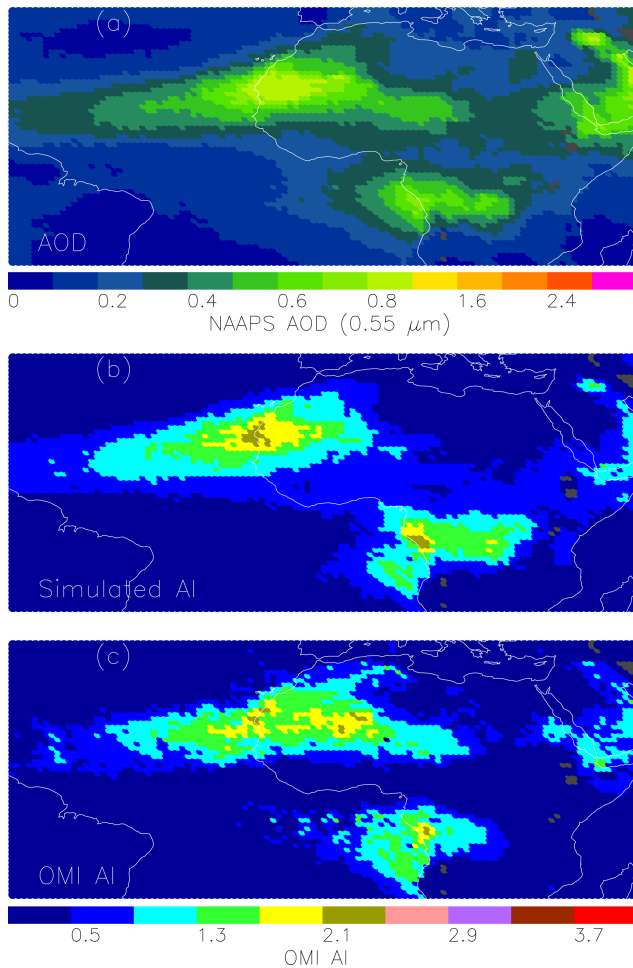 (a)
AOD
0 0.2 0.4 0.6 0.8 1.6 2.4
NAAPS AOD (0.55 μm)
(b)
Simulated AI
(c)
OMI AI
0.5 1.3 2.1 2.9 3.7
OMI AI